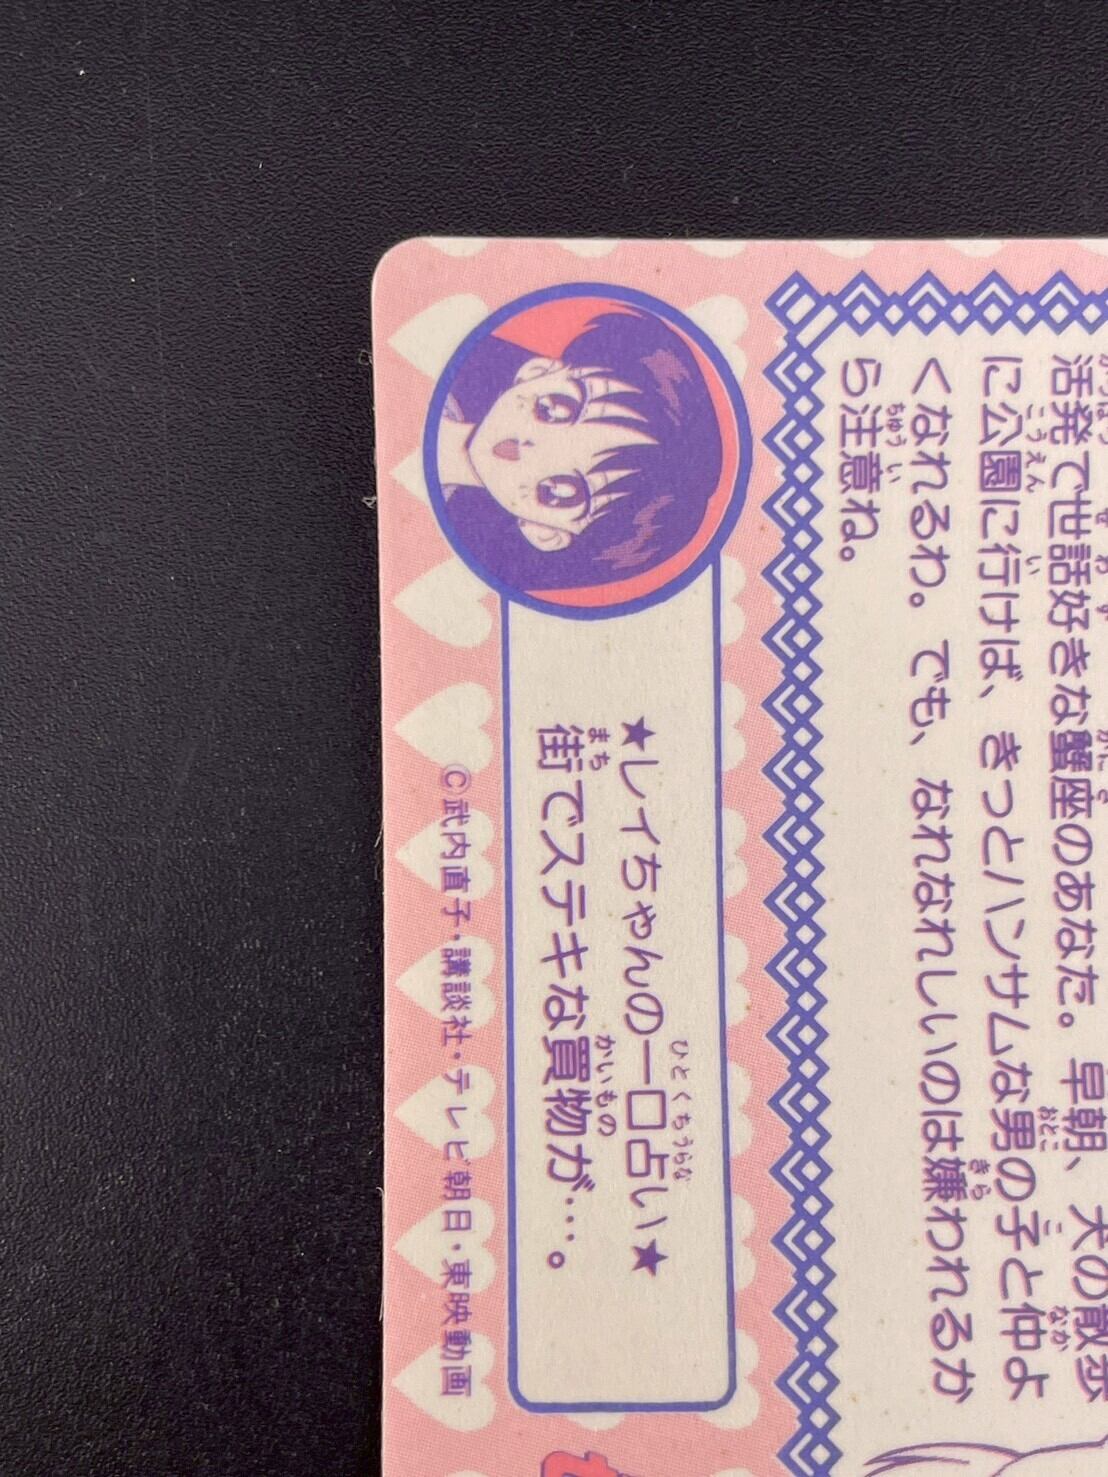 活発で世話好きな蟹座のあなた。早朝、犬の散歩
に公園に行けば、きっとハンサムな男の子と仲よ
くなれるわ。でも、なれなれしいのは嫌われるか
ら注意ね。
★レイちゃんの一口占い★
街でステキな買物が…。
©武内直子・講談社・テレビ朝日・東映動画